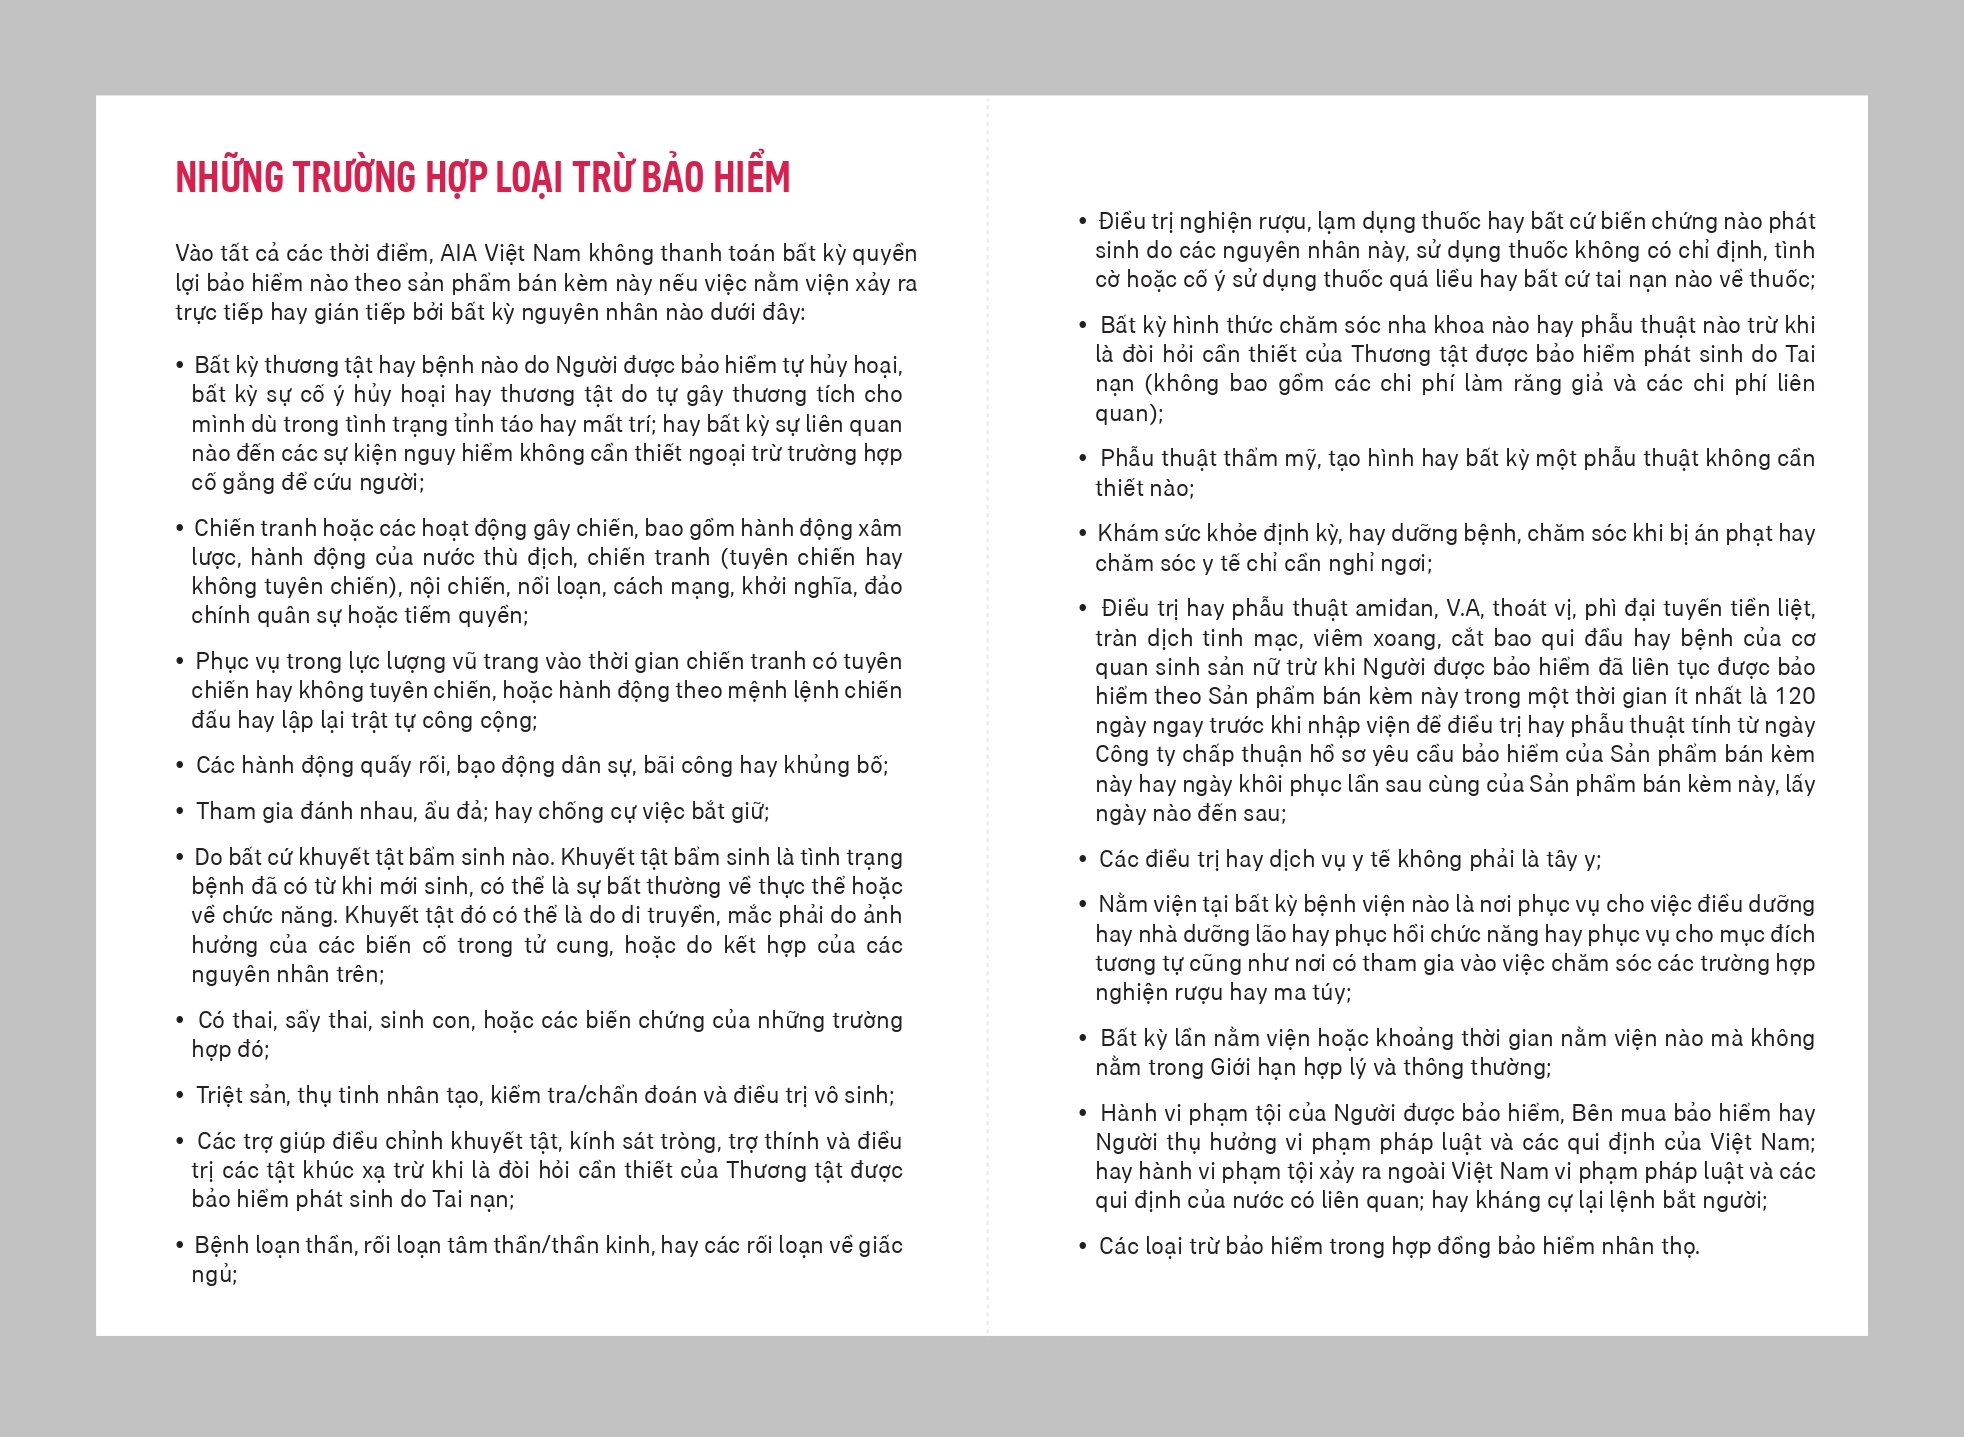 NHỮNG TRƯỜNG HỢP LOẠI TRỪ BẢO HIỂM
Vào tất cả các thời điểm, AIA Việt Nam không thanh toán bất kỳ quyền
lợi bảo hiểm nào theo sản phẩm bán kèm này nếu việc nằm viện xảy ra
trực tiếp hay gián tiếp bởi bất kỳ nguyên nhân nào dưới đây:
• Bất kỳ thương tật hay bệnh nào do Người được bảo hiểm tự hủy hoại,
bất kỳ sự cố ý hủy hoại hay thương tật do tự gây thương tích cho
mình dù trong tình trạng tỉnh táo hay mất trí; hay bất kỳ sự liên quan
nào đến các sự kiện nguy hiểm không cần thiết ngoại trừ trường hợp
cố gắng để cứu người;
• Chiến tranh hoặc các hoạt động gây chiến, bao gồm hành động xâm
lược, hành động của nước thù địch, chiến tranh (tuyên chiến hay
không tuyên chiến), nội chiến, nổi loạn, cách mạng, khởi nghĩa, đảo
chính quân sự hoặc tiếm quyền;
• Phục vụ trong lực lượng vũ trang vào thời gian chiến tranh có tuyên
chiến hay không tuyên chiến, hoặc hành động theo mệnh lệnh chiến
đấu hay lập lại trật tự công cộng;
• Các hành động quấy rối, bạo động dân sự, bãi công hay khủng bố;
• Tham gia đánh nhau, ẩu đả; hay chống cự việc bắt giữ;
• Do bất cứ khuyết tật bẩm sinh nào. Khuyết tật bẩm sinh là tình trạng
bệnh đã có từ khi mới sinh, có thể là sự bất thường về thực thể hoặc
về chức năng. Khuyết tật đó có thể là do di truyền, mắc phải do ảnh
hưởng của các biến cố trong tử cung, hoặc do kết hợp của các
nguyên nhân trên;
• Có thai, sẩy thai, sinh con, hoặc các biến chứng của những trường
hợp đó;
• Triệt sản, thụ tinh nhân tạo, kiểm tra/chẩn đoán và điều trị vô sinh;
• Các trợ giúp điều chỉnh khuyết tật, kính sát tròng, trợ thính và điều
trị các tật khúc xạ trừ khi là đòi hỏi cần thiết của Thương tật được
bảo hiểm phát sinh do Tai nạn;
• Bệnh loạn thần, rối loạn tâm thần/thần kinh, hay các rối loạn về giấc
ngủ;
• Điều trị nghiện rượu, lạm dụng thuốc hay bất cứ biến chứng nào phát
sinh do các nguyên nhân này, sử dụng thuốc không có chỉ định, tình
cờ hoặc cố ý sử dụng thuốc quá liều hay bất cứ tai nạn nào về thuốc;
• Bất kỳ hình thức chăm sóc nha khoa nào hay phẫu thuật nào trừ khi
là đòi hỏi cần thiết của Thương tật được bảo hiểm phát sinh do Tai
nạn (không bao gồm các chi phí làm răng giả và các chi phí liên
quan);
• Phẫu thuật thẩm mỹ, tạo hình hay bất kỳ một phẫu thuật không cần
thiết nào;
• Khám sức khỏe định kỳ, hay dưỡng bệnh, chăm sóc khi bị án phạt hay
chăm sóc y tế chỉ cần nghỉ ngơi;
• Điều trị hay phẫu thuật amiđan, V.A, thoát vị, phì đại tuyến tiền liệt,
tràn dịch tinh mạc, viêm xoang, cắt bao qui đầu hay bệnh của cơ
quan sinh sản nữ trừ khi Người được bảo hiểm đã liên tục được bảo
hiểm theo Sản phẩm bán kèm này trong một thời gian ít nhất là 120
ngày ngay trước khi nhập viện để điều trị hay phẫu thuật tính từ ngày
Công ty chấp thuận hồ sơ yêu cầu bảo hiểm của Sản phẩm bán kèm
này hay ngày khôi phục lần sau cùng của Sản phẩm bán kèm này, lấy
ngày nào đến sau;
• Các điều trị hay dịch vụ y tế không phải là tây y;
• Nằm viện tại bất kỳ bệnh viện nào là nơi phục vụ cho việc điều dưỡng
hay nhà dưỡng lão hay phục hồi chức năng hay phục vụ cho mục đích
tương tự cũng như nơi có tham gia vào việc chăm sóc các trường hợp
nghiện rượu hay ma túy;
• Bất kỳ lần nằm viện hoặc khoảng thời gian nằm viện nào mà không
nằm trong Giới hạn hợp lý và thông thường;
• Hành vi phạm tội của Người được bảo hiểm, Bên mua bảo hiểm hay
Người thụ hưởng vi phạm pháp luật và các qui định của Việt Nam;
hay hành vi phạm tội xảy ra ngoài Việt Nam vi phạm pháp luật và các
qui định của nước có liên quan; hay kháng cự lại lệnh bắt người;
• Các loại trừ bảo hiểm trong hợp đồng bảo hiểm nhân thọ.